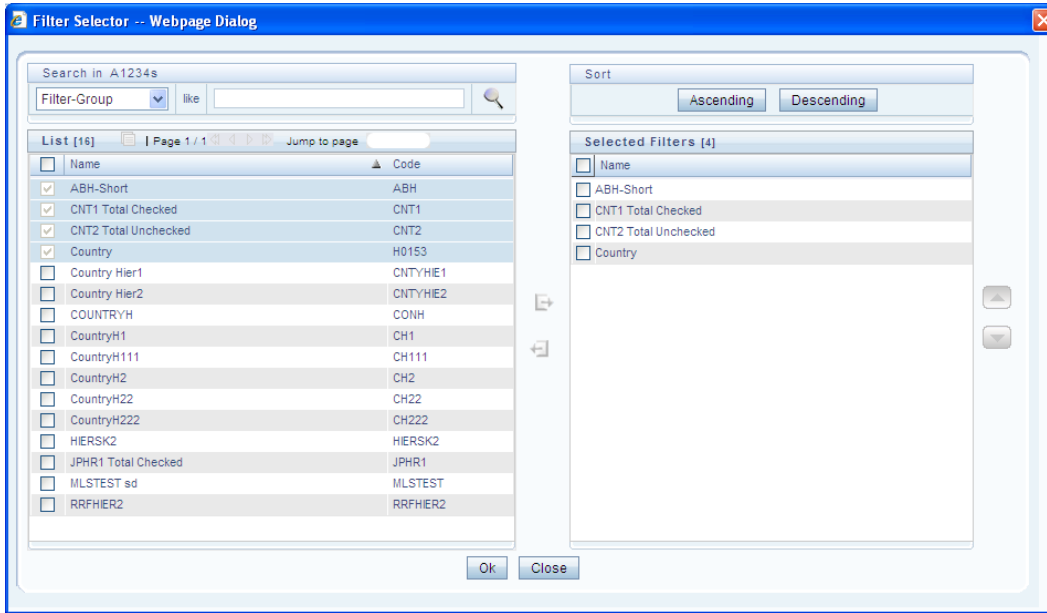 Filter Selector -- Webpage Dialog
Search in A1234s
Filter-Group like
List [16] | Page 1 / 1 Jump to page
Name Code
ABH-Short ABH
CNT1 Total Checked CNT1
CNT2 Total Unchecked CNT2
Country H0153
Country Hier1 CNTYHIE1
Country Hier2 CNTYHIE2
COUNTRYH CONH
CountryH1 CH1
CountryH111 CH111
CountryH2 CH2
CountryH22 CH22
CountryH222 CH222
HIERSK2 HIERSK2
JPHR1 Total Checked JPHR1
MLSTEST sd MLSTEST
RRFHIER2 RRFHIER2
Sort
Ascending Descending
Selected Filters [4]
Name
ABH-Short
CNT1 Total Checked
CNT2 Total Unchecked
Country
Ok Close